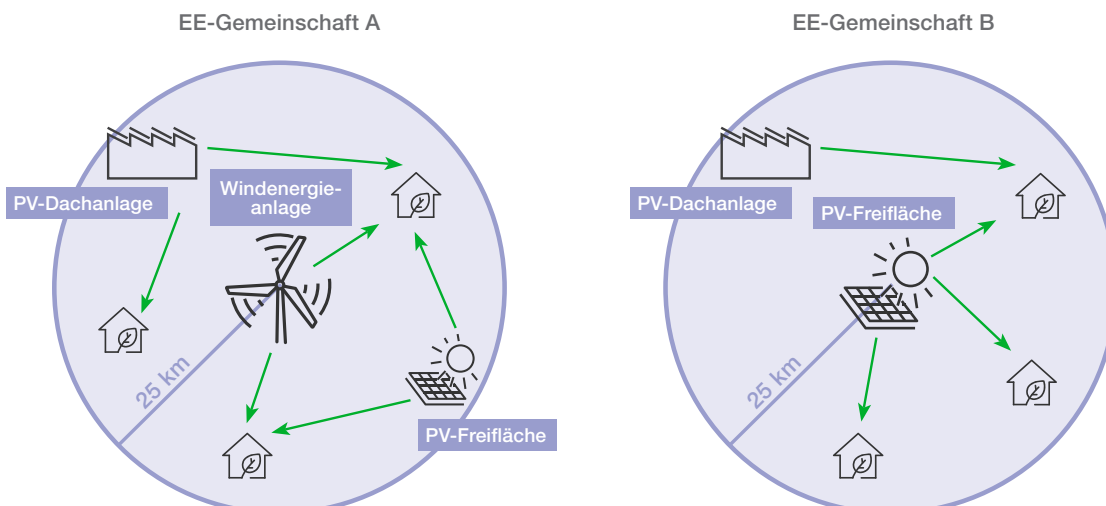 EE-Gemeinschaft A
PV-Dachanlage
Windenergie-
anlage
25 km
PV-Freifläche
EE-Gemeinschaft B
PV-Dachanlage
PV-Freifläche
25 km